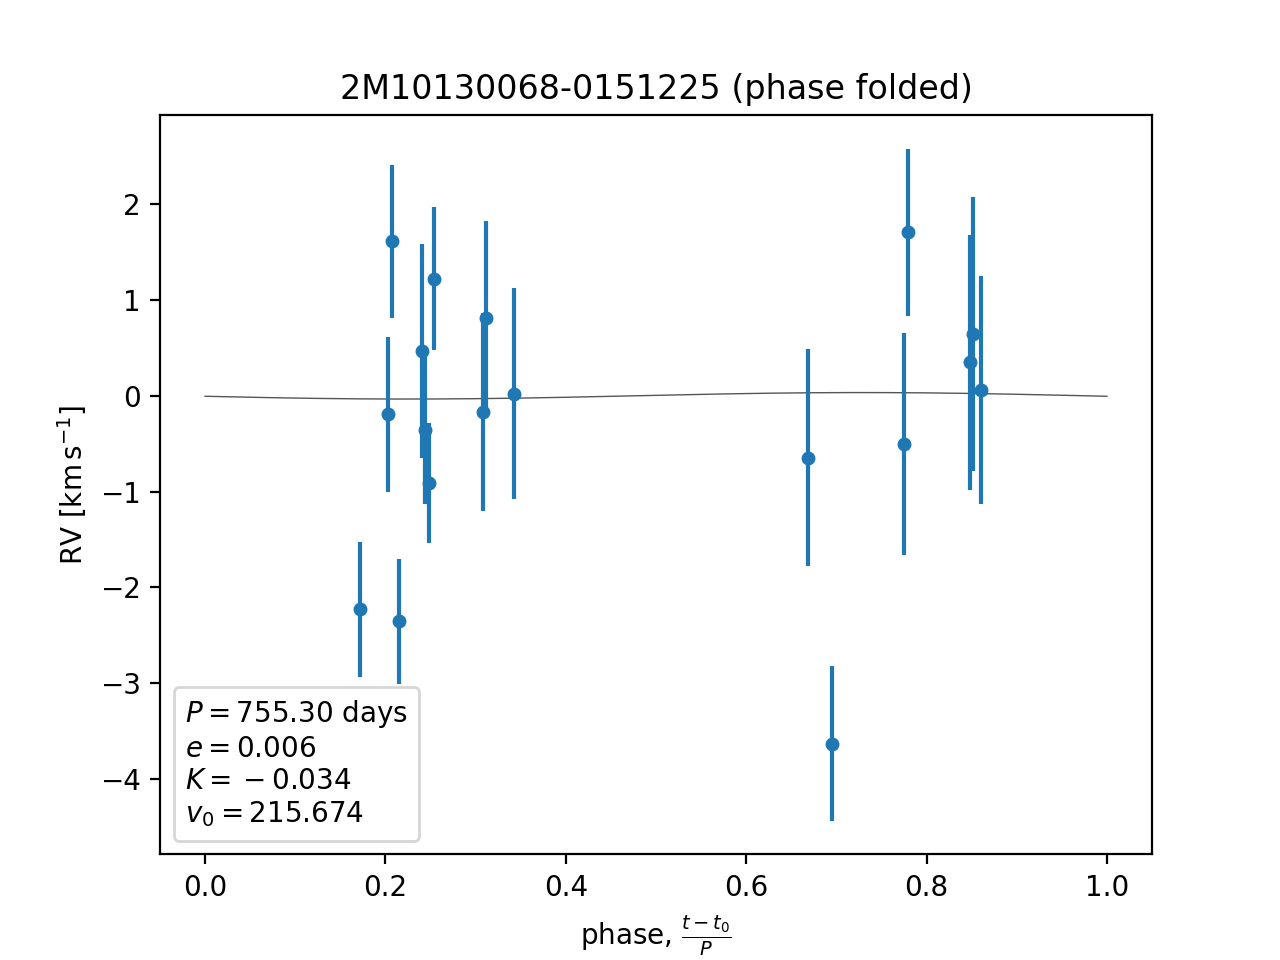 2M10130068-0151225 (phase folded)
RV [km s⁻¹]
2
1
0
−1
−2
−3
−4
P = 755.30 days
e = 0.006
K = −0.034
v₀ = 215.674
0.0 0.2 0.4 0.6 0.8 1.0
phase, (t − t₀)/P